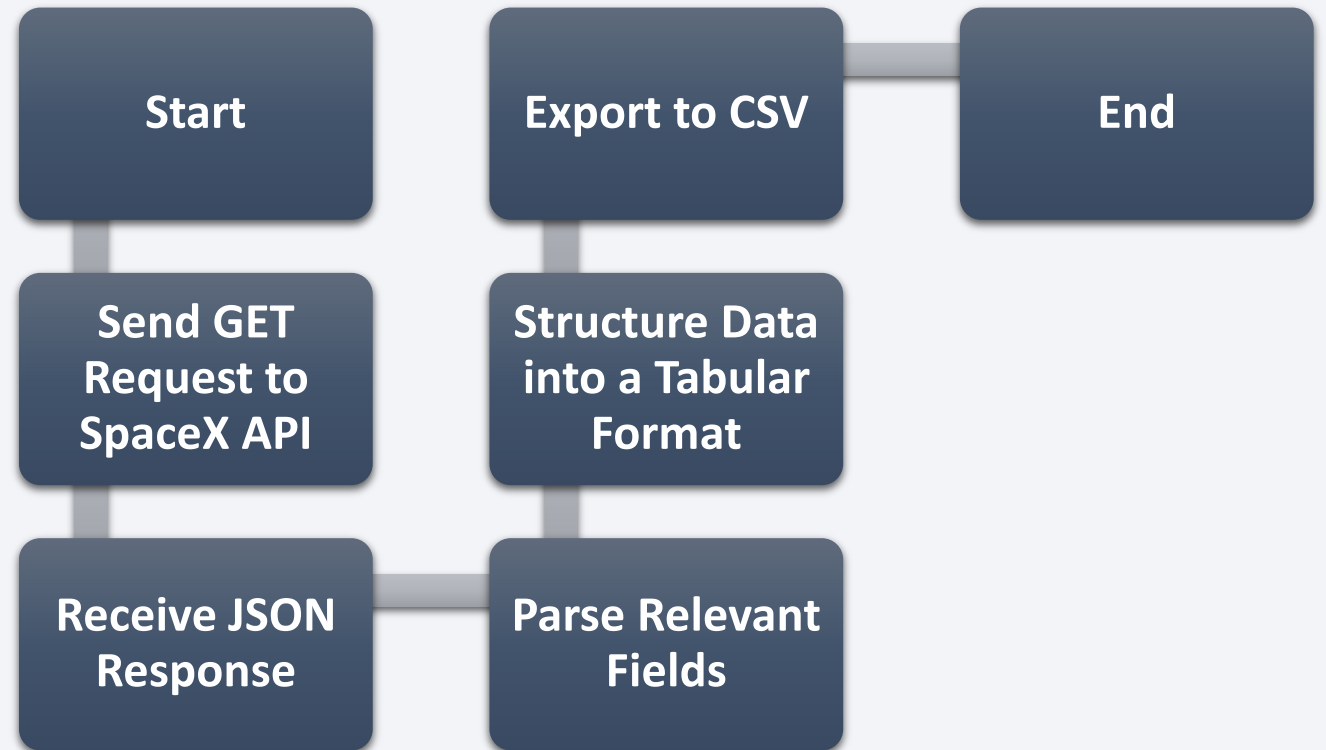 Start
Send GET
Request to
SpaceX API
Receive JSON
Response
Parse Relevant
Fields
Structure Data
into a Tabular
Format
Export to CSV
End